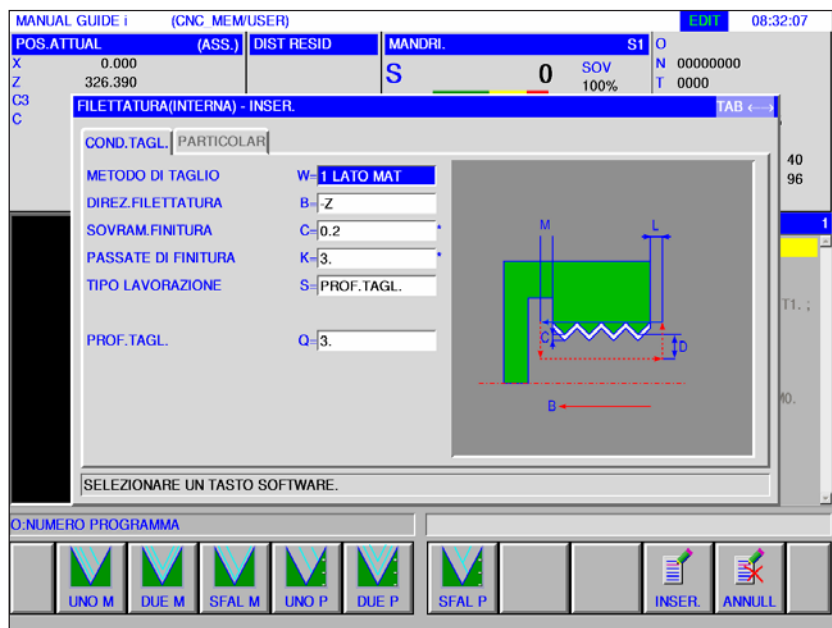 MANUAL GUIDE i (CNC_MEM/USER) EDIT 08:32:07
POS.ATTUAL (ASS.) DIST RESID MANDRI. S1 O
X 0.000 S 0 SOV 100% N 00000000
Z 326.390 T 0000
C3
C
FILETTATURA(INTERNA) - INSER. TAB
COND.TAGL. PARTICOLAR
METODO DI TAGLIO W=1 LATO MAT
DIREZ.FILETTATURA B=-Z
SOVRAM.FINITURA C=0.2 *
PASSATE DI FINITURA K=3. *
TIPO LAVORAZIONE S=PROF.TAGL.
PROF.TAGL. Q=3.
M L
C D
B
40
96
1
T1. ;
M0.
SELEZIONARE UN TASTO SOFTWARE.
O:NUMERO PROGRAMMA
UNO M DUE M SFAL M UNO P DUE P SFAL P INSER. ANNULL